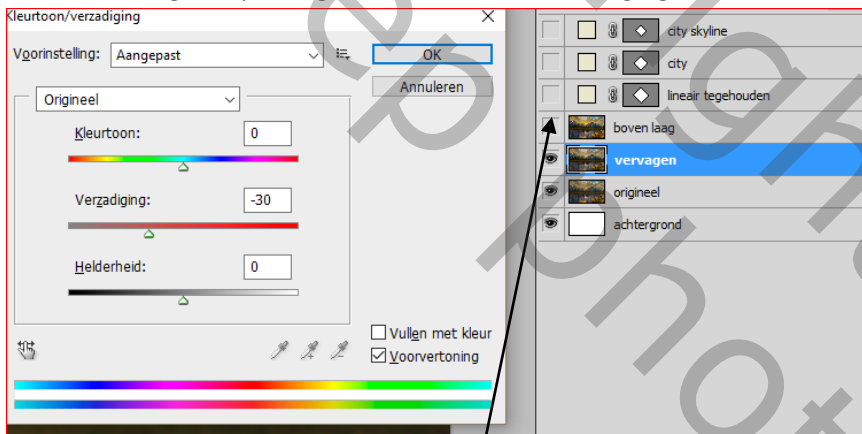 Kleurtoon/verzadiging
Voorinstelling: Aangepast
OK
Annuleren
Origineel
Kleurtoon: 0
Verzadiging: -30
Helderheid: 0
Vullen met kleur
Voorvertoning
city skyline
city
lineair tegehouden
boven laag
vervagen
origineel
achtergrond